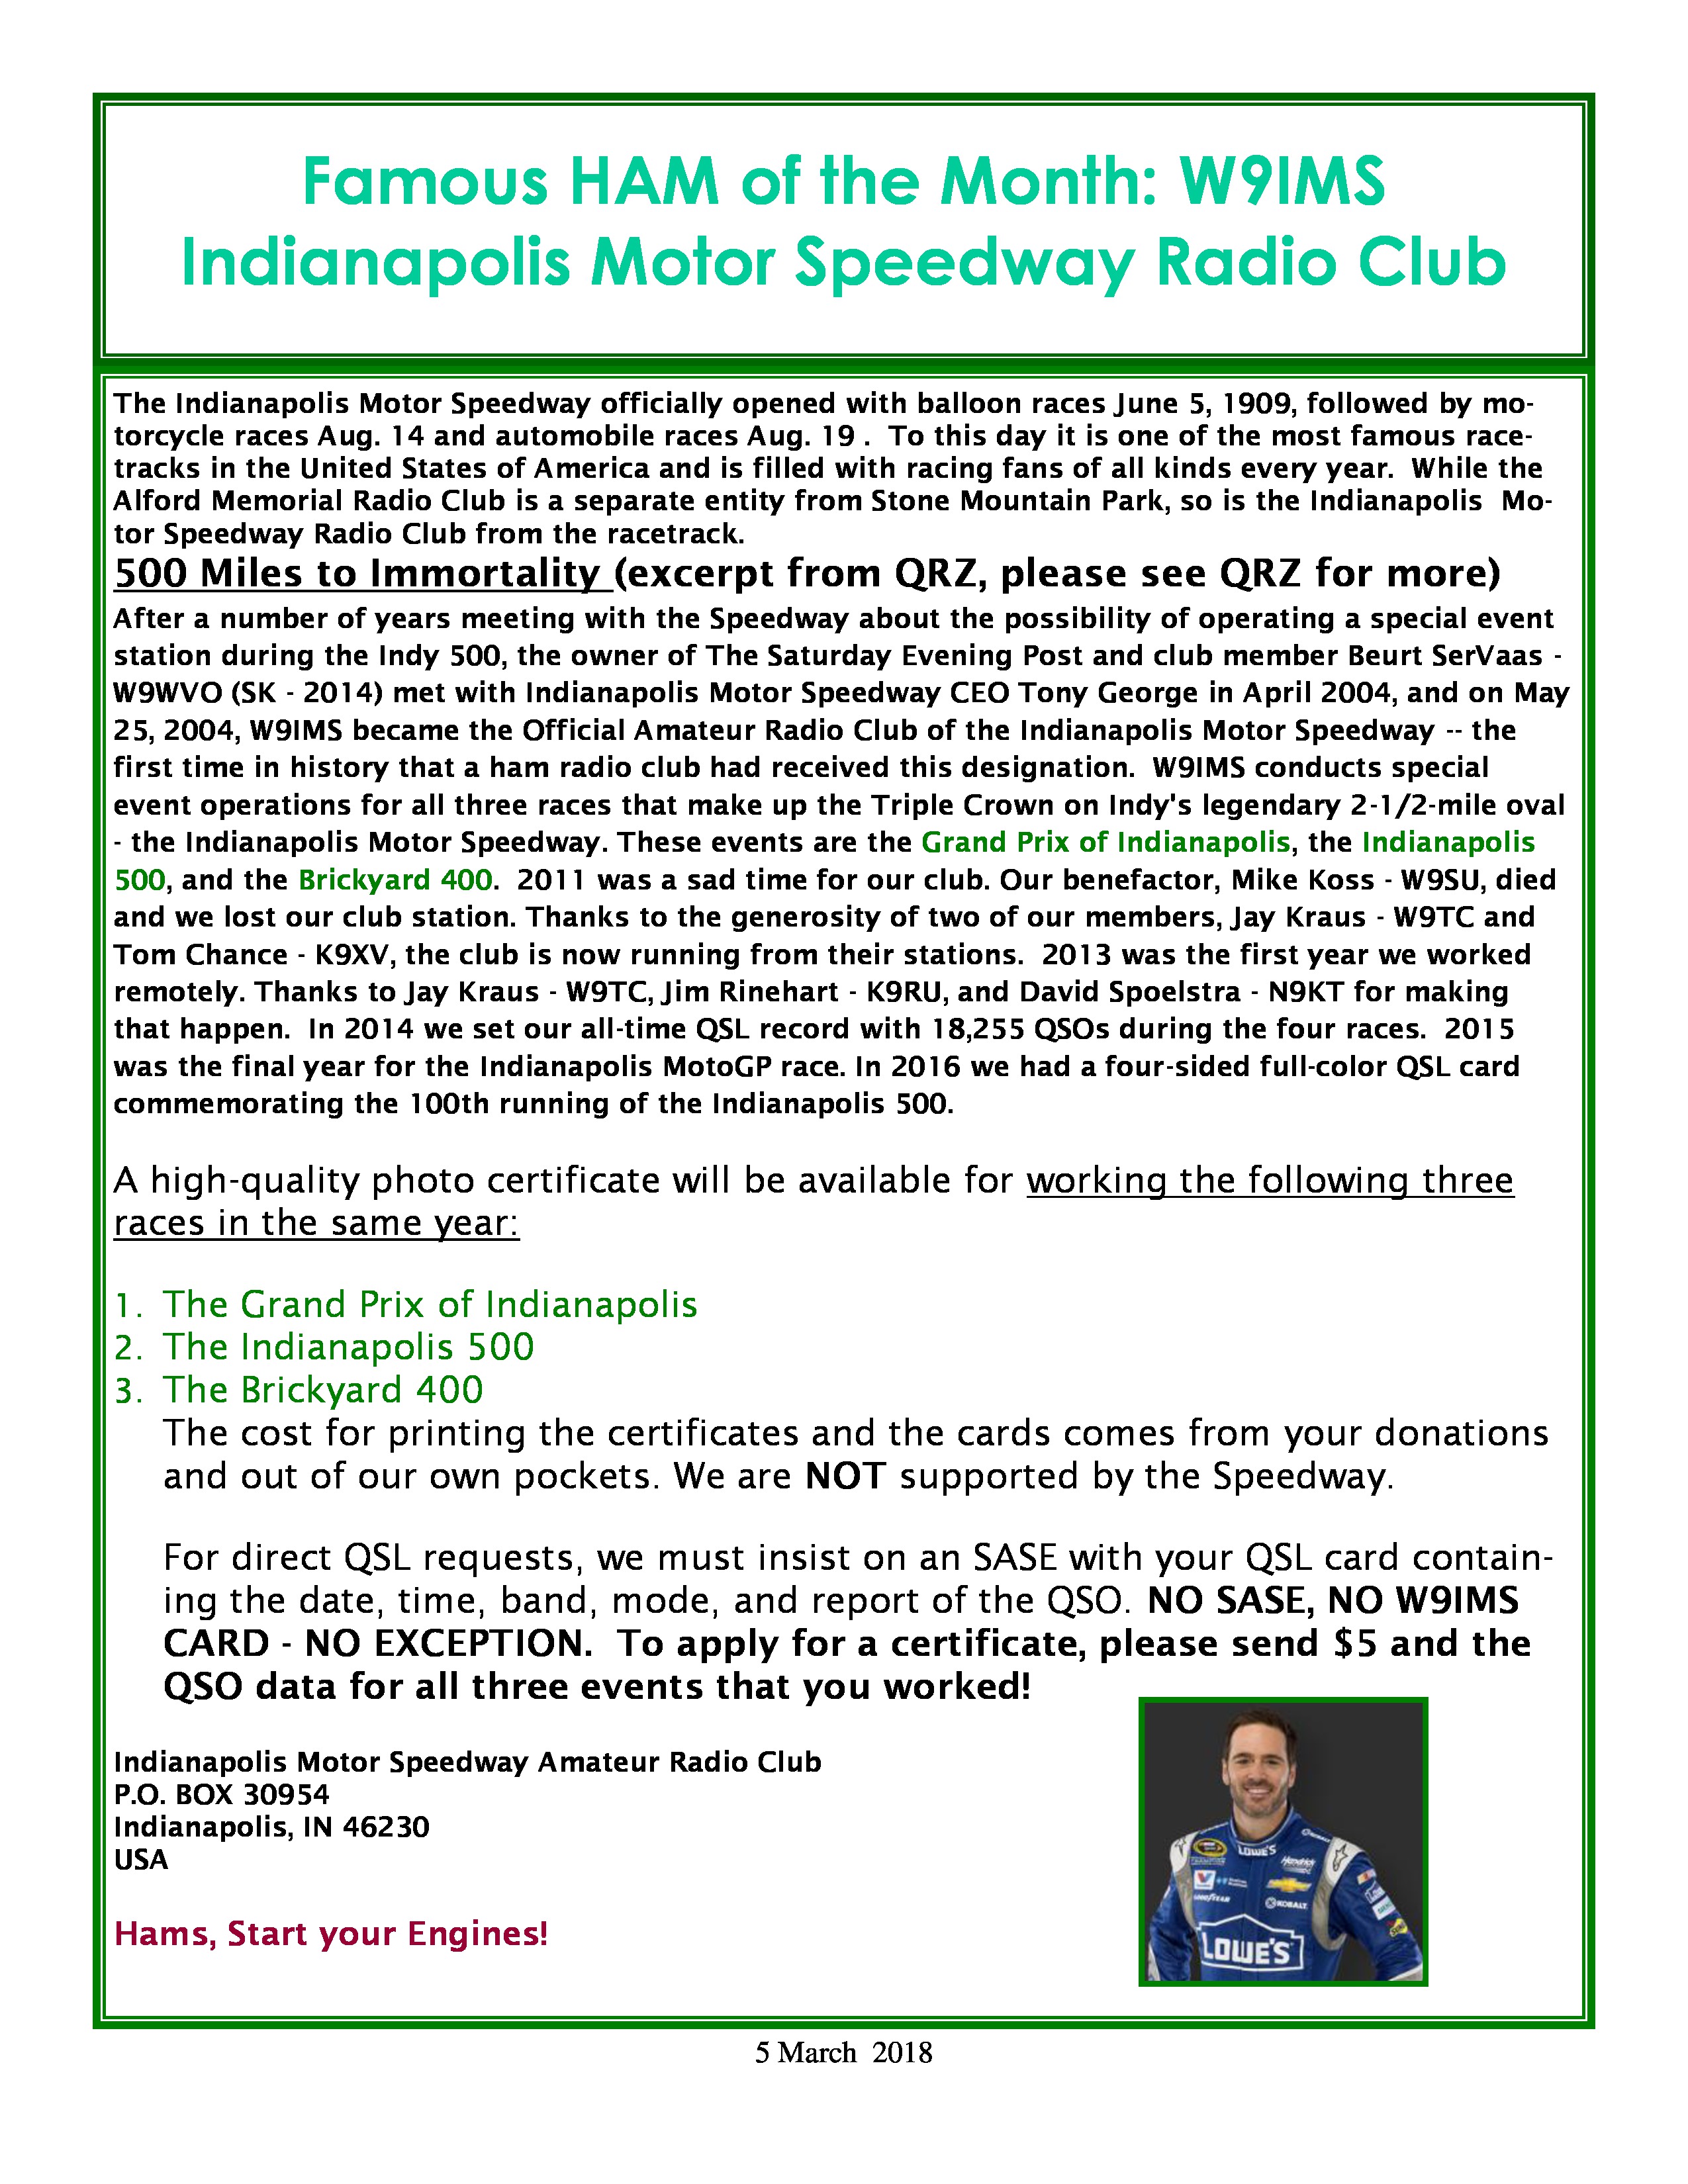 Famous HAM of the Month: W9IMS
Indianapolis Motor Speedway Radio Club
The Indianapolis Motor Speedway officially opened with balloon races June 5, 1909, followed by mo-
torcycle races Aug. 14 and automobile races Aug. 19 .  To this day it is one of the most famous race-
tracks in the United States of America and is filled with racing fans of all kinds every year.  While the
Alford Memorial Radio Club is a separate entity from Stone Mountain Park, so is the Indianapolis  Mo-
tor Speedway Radio Club from the racetrack.
500 Miles to Immortality (excerpt from QRZ, please see QRZ for more)
After a number of years meeting with the Speedway about the possibility of operating a special event
station during the Indy 500, the owner of The Saturday Evening Post and club member Beurt SerVaas -
W9WVO (SK - 2014) met with Indianapolis Motor Speedway CEO Tony George in April 2004, and on May
25, 2004, W9IMS became the Official Amateur Radio Club of the Indianapolis Motor Speedway -- the
first time in history that a ham radio club had received this designation.  W9IMS conducts special
event operations for all three races that make up the Triple Crown on Indy's legendary 2-1/2-mile oval
- the Indianapolis Motor Speedway. These events are the Grand Prix of Indianapolis, the Indianapolis
500, and the Brickyard 400.  2011 was a sad time for our club. Our benefactor, Mike Koss - W9SU, died
and we lost our club station. Thanks to the generosity of two of our members, Jay Kraus - W9TC and
Tom Chance - K9XV, the club is now running from their stations.  2013 was the first year we worked
remotely. Thanks to Jay Kraus - W9TC, Jim Rinehart - K9RU, and David Spoelstra - N9KT for making
that happen.  In 2014 we set our all-time QSL record with 18,255 QSOs during the four races.  2015
was the final year for the Indianapolis MotoGP race. In 2016 we had a four-sided full-color QSL card
commemorating the 100th running of the Indianapolis 500.
A high-quality photo certificate will be available for working the following three
races in the same year:
1. The Grand Prix of Indianapolis
2. The Indianapolis 500
3. The Brickyard 400
The cost for printing the certificates and the cards comes from your donations
and out of our own pockets. We are NOT supported by the Speedway.
For direct QSL requests, we must insist on an SASE with your QSL card contain-
ing the date, time, band, mode, and report of the QSO. NO SASE, NO W9IMS
CARD - NO EXCEPTION.  To apply for a certificate, please send $5 and the
QSO data for all three events that you worked!
Indianapolis Motor Speedway Amateur Radio Club
P.O. BOX 30954
Indianapolis, IN 46230
USA
Hams, Start your Engines!
LOWE'S
Hendrick
KOBALT
LOWE'S
5 March  2018